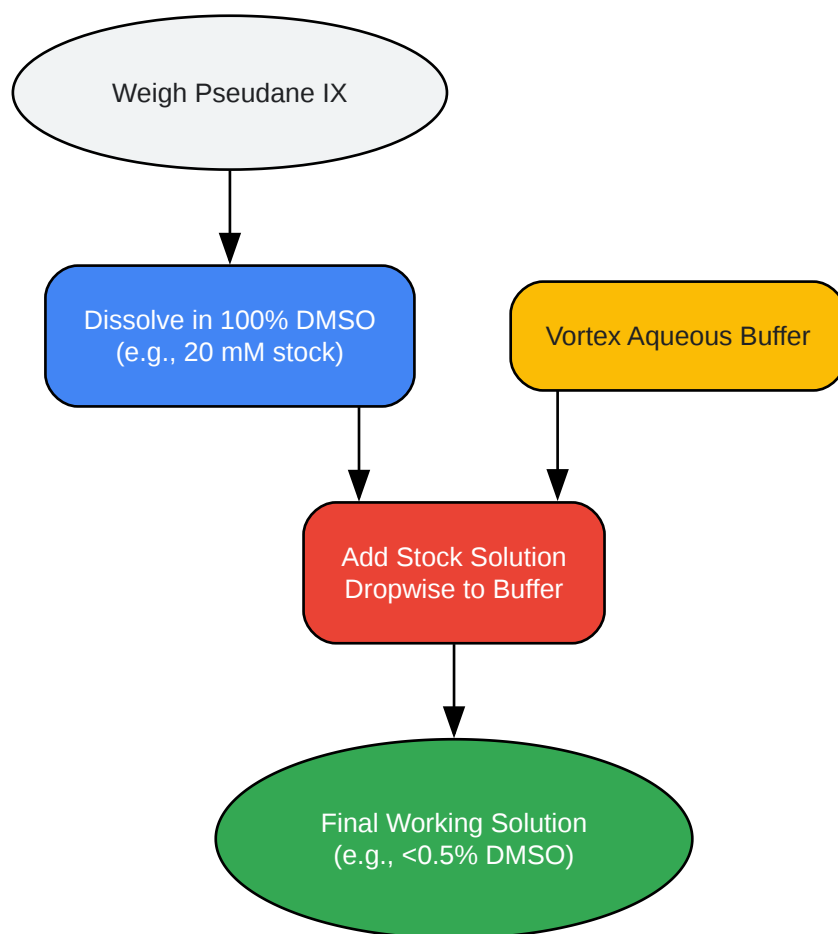 Weigh Pseudane IX
Dissolve in 100% DMSO
(e.g., 20 mM stock)
Vortex Aqueous Buffer
Add Stock Solution
Dropwise to Buffer
Final Working Solution
(e.g., <0.5% DMSO)